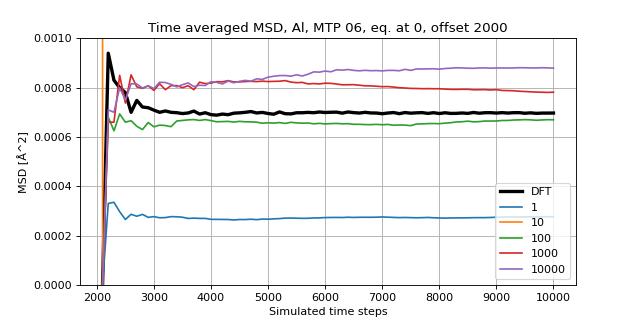 Time averaged MSD, Al, MTP 06, eq. at 0, offset 2000
MSD [Å^2]
0.0010
0.0008
0.0006
0.0004
0.0002
0.0000
2000 3000 4000 5000 6000 7000 8000 9000 10000
Simulated time steps
DFT
1
10
100
1000
10000